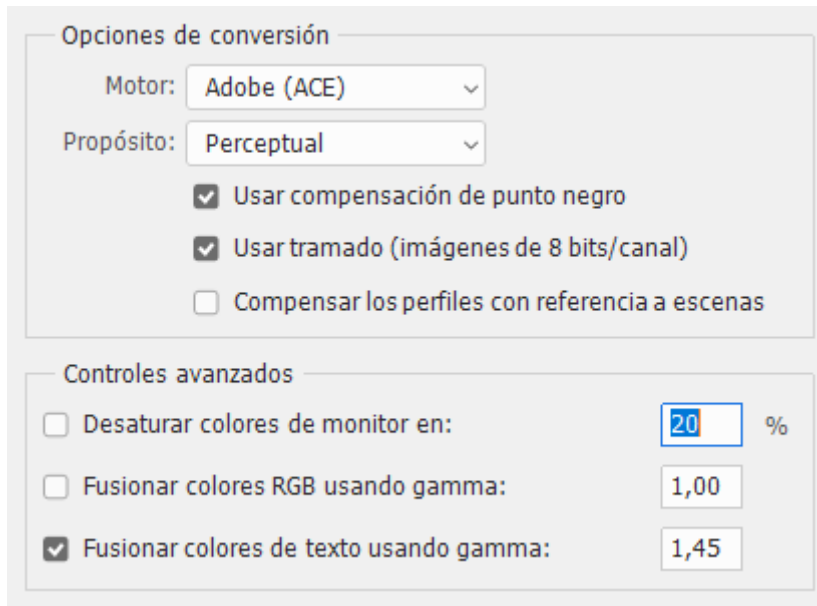 Opciones de conversión
Motor: Adobe (ACE)
Propósito: Perceptual
Usar compensación de punto negro
Usar tramado (imágenes de 8 bits/canal)
Compensar los perfiles con referencia a escenas
Controles avanzados
Desaturar colores de monitor en: 20 %
Fusionar colores RGB usando gamma: 1,00
Fusionar colores de texto usando gamma: 1,45